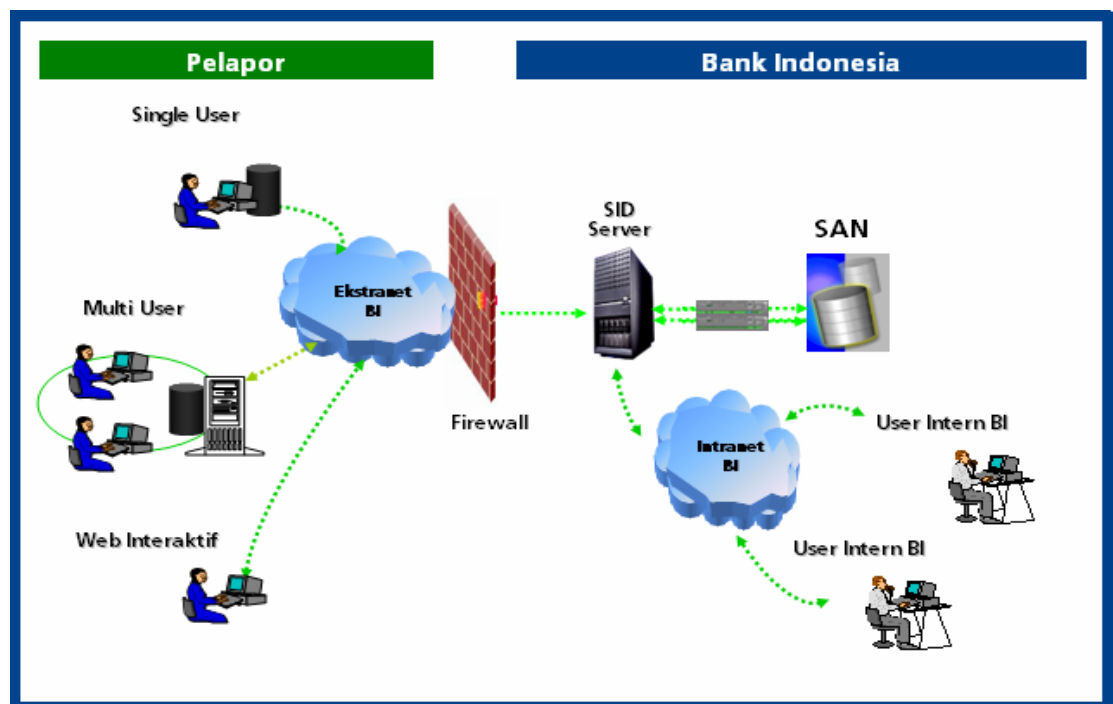 Pelapor
Bank Indonesia
Single User
SID
Server
SAN
Ekstranet
BI
Multi User
Firewall
User Intern BI
Intranet
BI
Web Interaktif
User Intern BI